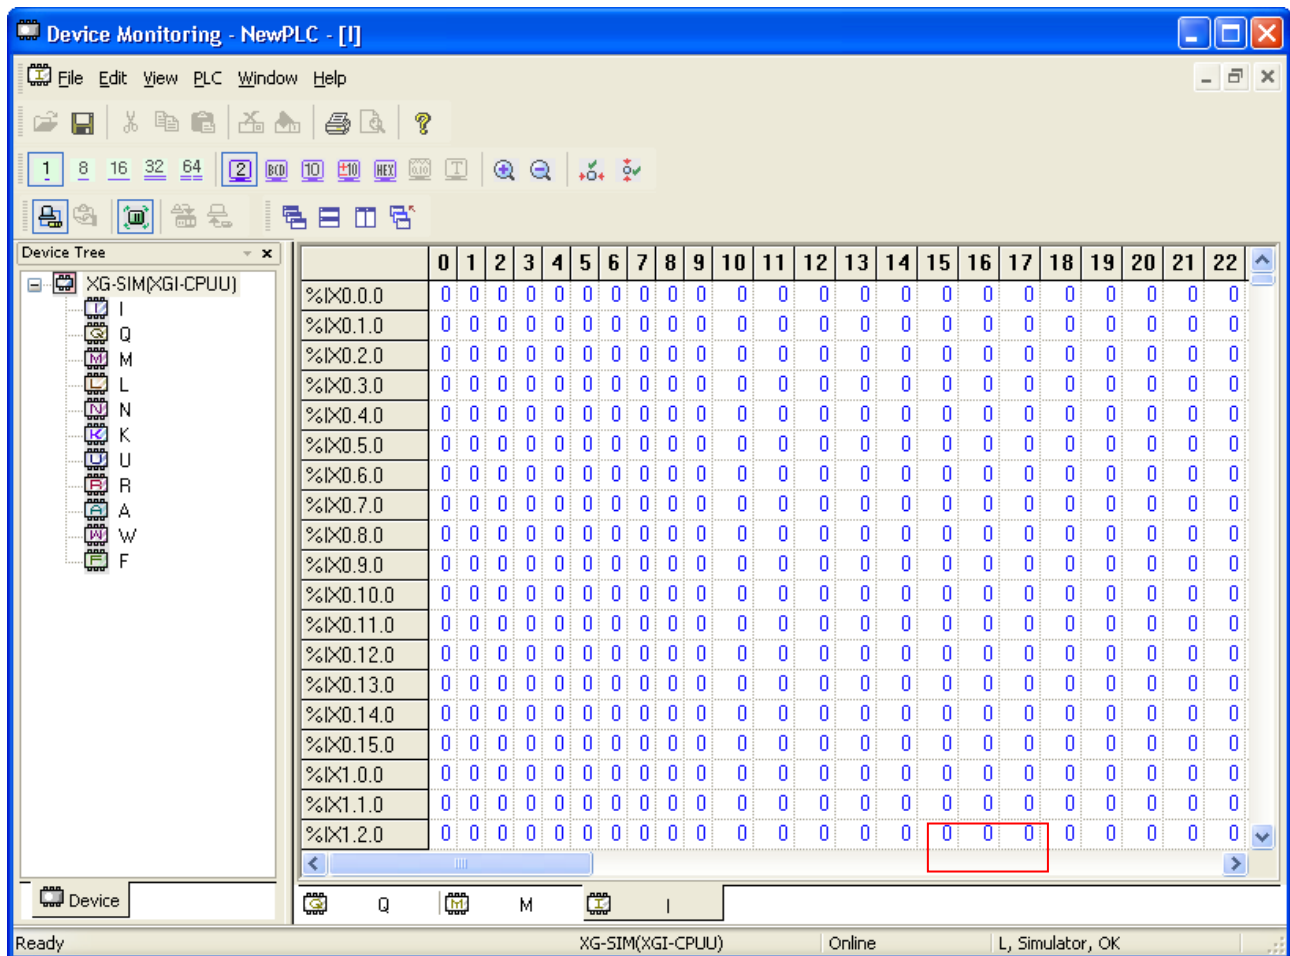 Device Monitoring - NewPLC - [I]
File Edit View PLC Window Help
1 8 16 32 64 2 BCD 10 ±10 HEX 0.10 T
Device Tree
XG-SIM(XGI-CPUU)
I
Q
M
L
N
K
U
R
A
W
F
0 1 2 3 4 5 6 7 8 9 10 11 12 13 14 15 16 17 18 19 20 21 22
%IX0.0.0 0 0 0 0 0 0 0 0 0 0 0 0 0 0 0 0 0 0 0 0 0 0 0
%IX0.1.0 0 0 0 0 0 0 0 0 0 0 0 0 0 0 0 0 0 0 0 0 0 0 0
%IX0.2.0 0 0 0 0 0 0 0 0 0 0 0 0 0 0 0 0 0 0 0 0 0 0 0
%IX0.3.0 0 0 0 0 0 0 0 0 0 0 0 0 0 0 0 0 0 0 0 0 0 0 0
%IX0.4.0 0 0 0 0 0 0 0 0 0 0 0 0 0 0 0 0 0 0 0 0 0 0 0
%IX0.5.0 0 0 0 0 0 0 0 0 0 0 0 0 0 0 0 0 0 0 0 0 0 0 0
%IX0.6.0 0 0 0 0 0 0 0 0 0 0 0 0 0 0 0 0 0 0 0 0 0 0 0
%IX0.7.0 0 0 0 0 0 0 0 0 0 0 0 0 0 0 0 0 0 0 0 0 0 0 0
%IX0.8.0 0 0 0 0 0 0 0 0 0 0 0 0 0 0 0 0 0 0 0 0 0 0 0
%IX0.9.0 0 0 0 0 0 0 0 0 0 0 0 0 0 0 0 0 0 0 0 0 0 0 0
%IX0.10.0 0 0 0 0 0 0 0 0 0 0 0 0 0 0 0 0 0 0 0 0 0 0 0
%IX0.11.0 0 0 0 0 0 0 0 0 0 0 0 0 0 0 0 0 0 0 0 0 0 0 0
%IX0.12.0 0 0 0 0 0 0 0 0 0 0 0 0 0 0 0 0 0 0 0 0 0 0 0
%IX0.13.0 0 0 0 0 0 0 0 0 0 0 0 0 0 0 0 0 0 0 0 0 0 0 0
%IX0.14.0 0 0 0 0 0 0 0 0 0 0 0 0 0 0 0 0 0 0 0 0 0 0 0
%IX0.15.0 0 0 0 0 0 0 0 0 0 0 0 0 0 0 0 0 0 0 0 0 0 0 0
%IX1.0.0 0 0 0 0 0 0 0 0 0 0 0 0 0 0 0 0 0 0 0 0 0 0 0
%IX1.1.0 0 0 0 0 0 0 0 0 0 0 0 0 0 0 0 0 0 0 0 0 0 0 0
%IX1.2.0 0 0 0 0 0 0 0 0 0 0 0 0 0 0 0 0 0 0 0 0 0 0 0
Device
Q M I
Ready XG-SIM(XGI-CPUU) Online L, Simulator, OK